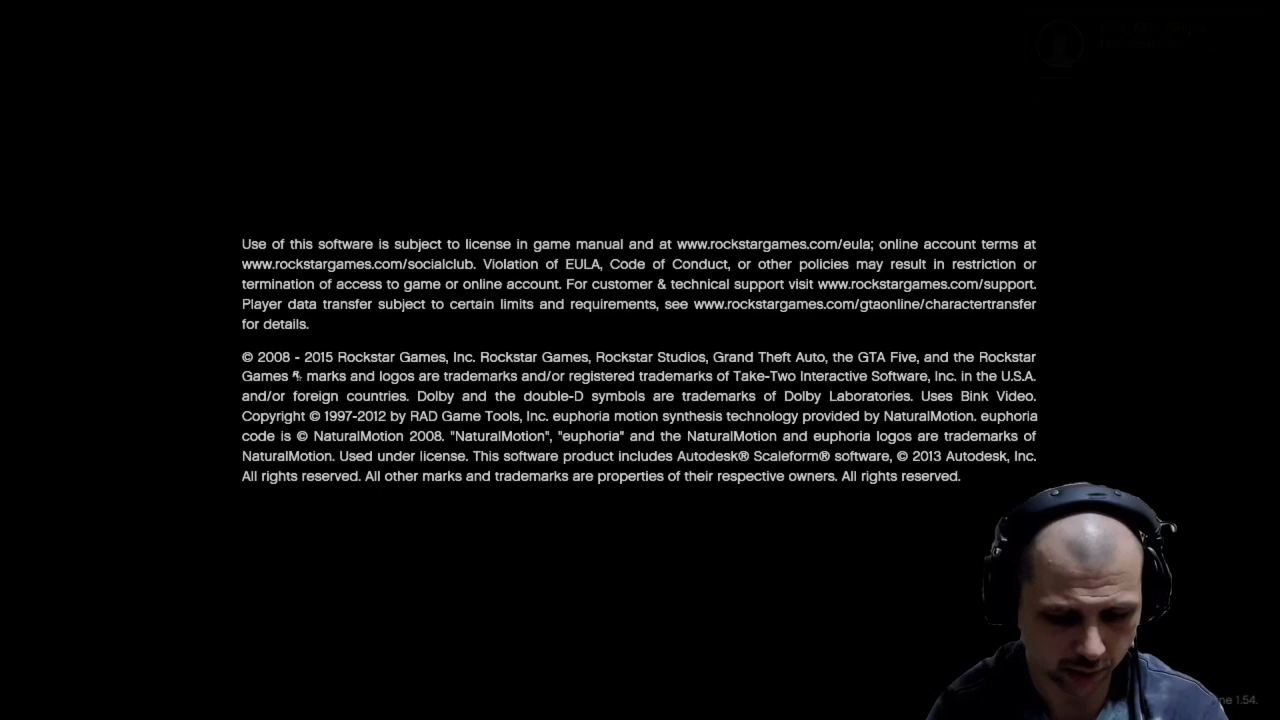 Use of this software is subject to license in game manual and at www.rockstargames.com/eula; online account terms at
www.rockstargames.com/socialclub. Violation of EULA, Code of Conduct, or other policies may result in restriction or
termination of access to game or online account. For customer & technical support visit www.rockstargames.com/support.
Player data transfer subject to certain limits and requirements, see www.rockstargames.com/gtaonline/charactertransfer
for details.
© 2008 - 2015 Rockstar Games, Inc. Rockstar Games, Rockstar Studios, Grand Theft Auto, the GTA Five, and the Rockstar
Games R* marks and logos are trademarks and/or registered trademarks of Take-Two Interactive Software, Inc. in the U.S.A.
and/or foreign countries. Dolby and the double-D symbols are trademarks of Dolby Laboratories. Uses Bink Video.
Copyright © 1997-2012 by RAD Game Tools, Inc. euphoria motion synthesis technology provided by NaturalMotion. euphoria
code is © NaturalMotion 2008. "NaturalMotion", "euphoria" and the NaturalMotion and euphoria logos are trademarks of
NaturalMotion. Used under license. This software product includes Autodesk® Scaleform® software, © 2013 Autodesk, Inc.
All rights reserved. All other marks and trademarks are properties of their respective owners. All rights reserved.
1.54.